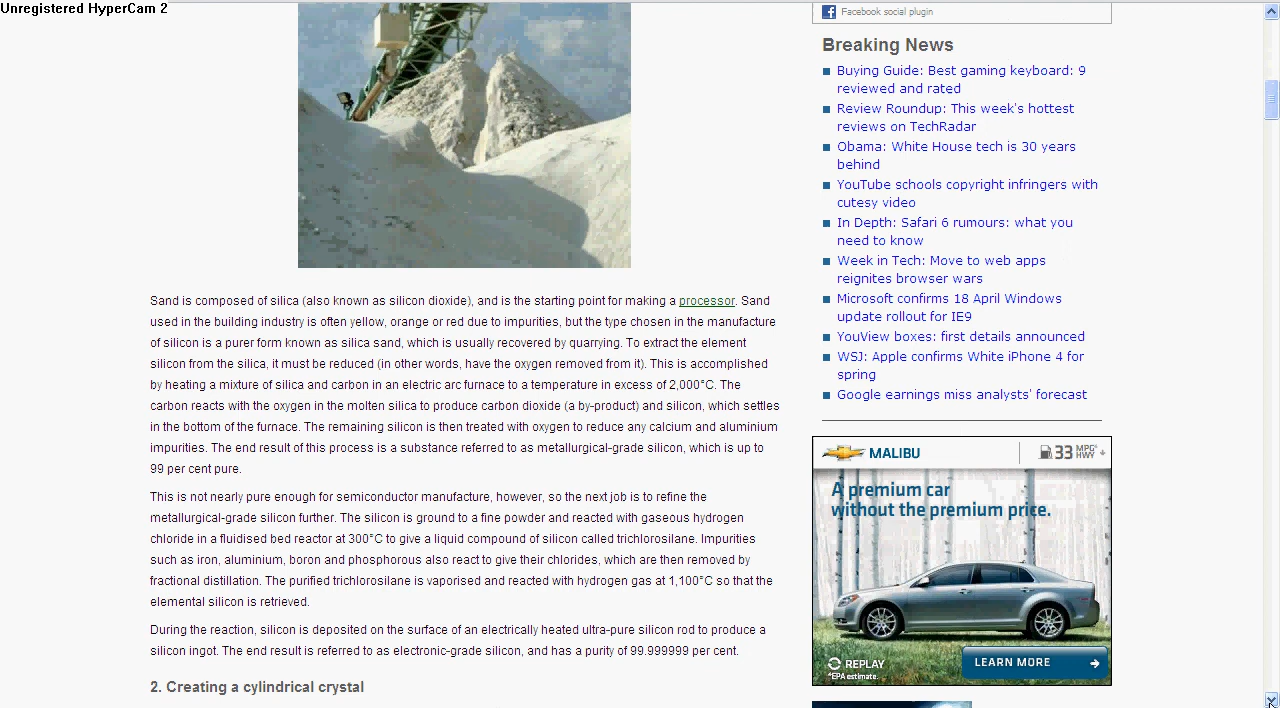 Unregistered HyperCam 2
Sand is composed of silica (also known as silicon dioxide), and is the starting point for making a processor. Sand
used in the building industry is often yellow, orange or red due to impurities, but the type chosen in the manufacture
of silicon is a purer form known as silica sand, which is usually recovered by quarrying. To extract the element
silicon from the silica, it must be reduced (in other words, have the oxygen removed from it). This is accomplished
by heating a mixture of silica and carbon in an electric arc furnace to a temperature in excess of 2,000°C. The
carbon reacts with the oxygen in the molten silica to produce carbon dioxide (a by-product) and silicon, which settles
in the bottom of the furnace. The remaining silicon is then treated with oxygen to reduce any calcium and aluminium
impurities. The end result of this process is a substance referred to as metallurgical-grade silicon, which is up to
99 per cent pure.
This is not nearly pure enough for semiconductor manufacture, however, so the next job is to refine the
metallurgical-grade silicon further. The silicon is ground to a fine powder and reacted with gaseous hydrogen
chloride in a fluidised bed reactor at 300°C to give a liquid compound of silicon called trichlorosilane. Impurities
such as iron, aluminium, boron and phosphorous also react to give their chlorides, which are then removed by
fractional distillation. The purified trichlorosilane is vaporised and reacted with hydrogen gas at 1,100°C so that the
elemental silicon is retrieved.
During the reaction, silicon is deposited on the surface of an electrically heated ultra-pure silicon rod to produce a
silicon ingot. The end result is referred to as electronic-grade silicon, and has a purity of 99.999999 per cent.
2. Creating a cylindrical crystal
Facebook social plugin
Breaking News
Buying Guide: Best gaming keyboard: 9
reviewed and rated
Review Roundup: This week's hottest
reviews on TechRadar
Obama: White House tech is 30 years
behind
YouTube schools copyright infringers with
cutesy video
In Depth: Safari 6 rumours: what you
need to know
Week in Tech: Move to web apps
reignites browser wars
Microsoft confirms 18 April Windows
update rollout for IE9
YouView boxes: first details announced
WSJ: Apple confirms White iPhone 4 for
spring
Google earnings miss analysts' forecast
MALIBU
33 MPG* HWY
A premium car
without the premium price.
REPLAY
*EPA estimate.
LEARN MORE